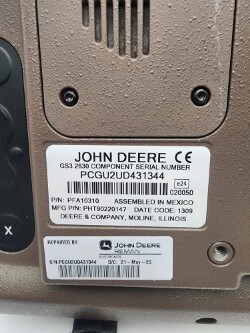 JOHN DEERE CE
GS3 2630 COMPONENT SERIAL NUMBER
PCGU2UD431344
e24
020050
P/N: PFA10310 ASSEMBLED IN MEXICO
MFG P/N: PHT90220147 DATE CODE: 1309
DEERE & COMPANY, MOLINE, ILLINOIS
REPAIRED BY
JOHN DEERE
REMAN
ELECTRONICS
S/N:PCGU2UD431344 D/C: 21-May-25
X